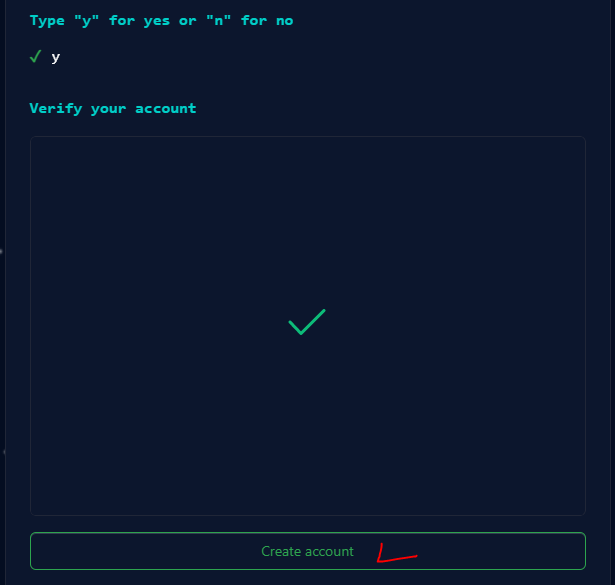 Type "y" for yes or "n" for no
✓ y
Verify your account
Create account